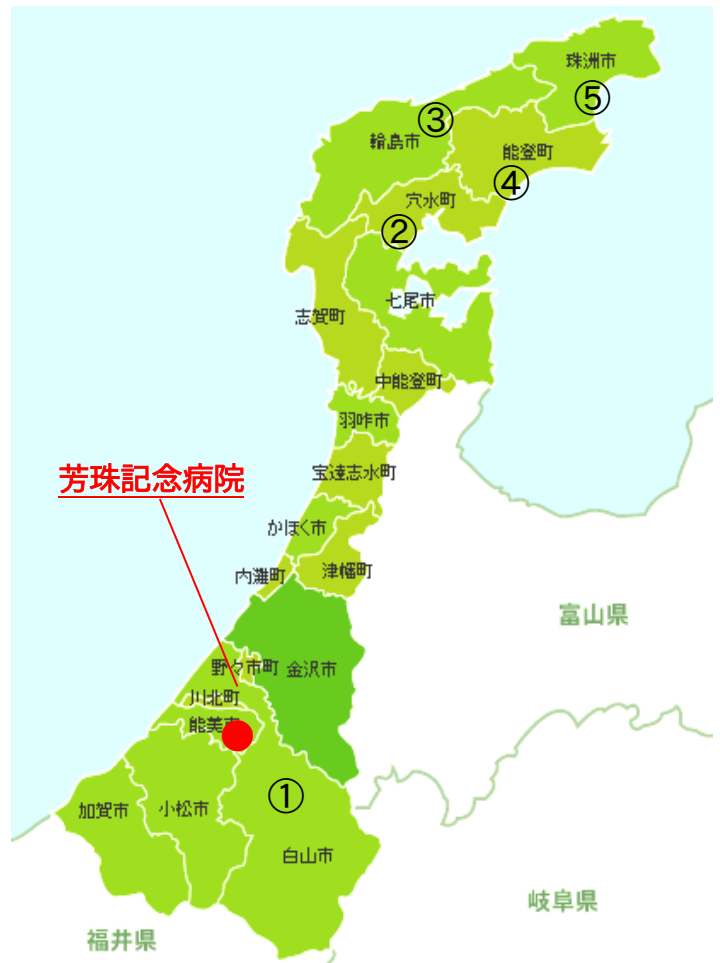 珠洲市
⑤
③
輪島市
能登町
④
穴水町
②
七尾市
志賀町
中能登町
羽咋市
宝達志水町
芳珠記念病院
かほく市
津幡町
内灘町
富山県
野々市町
金沢市
川北町
能美市
①
加賀市
小松市
白山市
岐阜県
福井県